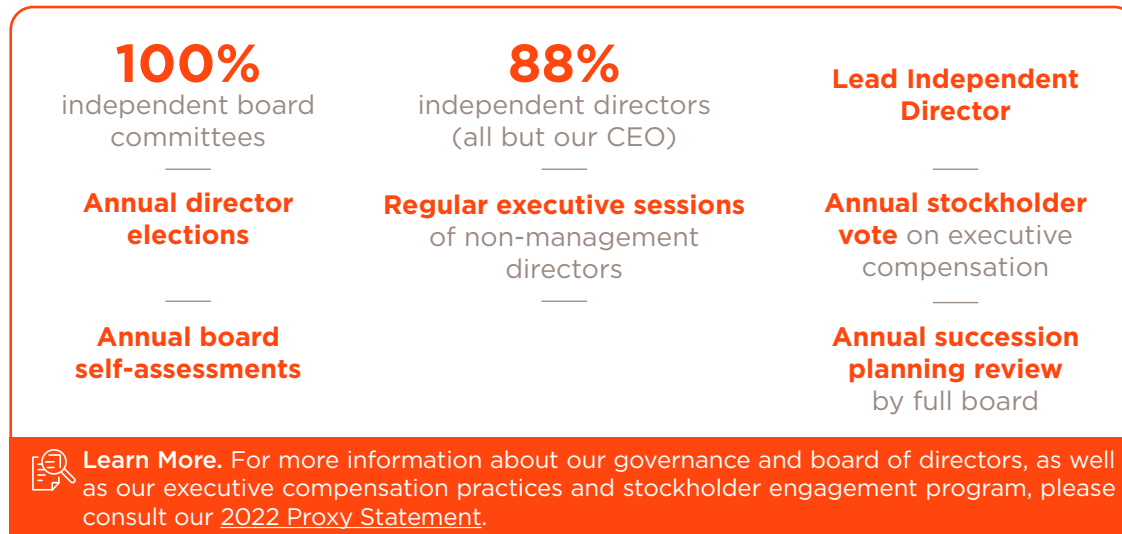 100%
independent board
committees
88%
independent directors
(all but our CEO)
Lead Independent
Director
Annual director
elections
Regular executive sessions
of non-management
directors
Annual stockholder
vote on executive
compensation
Annual board
self-assessments
Annual succession
planning review
by full board
Learn More. For more information about our governance and board of directors, as well
as our executive compensation practices and stockholder engagement program, please
consult our 2022 Proxy Statement.